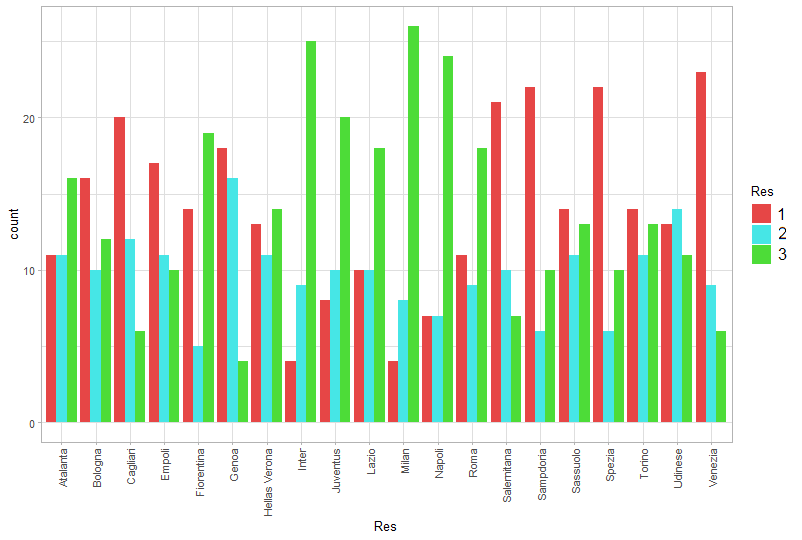 20
10
0
count
Atalanta
Bologna
Cagliari
Empoli
Fiorentina
Genoa
Hellas Verona
Inter
Juventus
Lazio
Milan
Napoli
Roma
Salernitana
Sampdoria
Sassuolo
Spezia
Torino
Udinese
Venezia
Res
Res
1
2
3